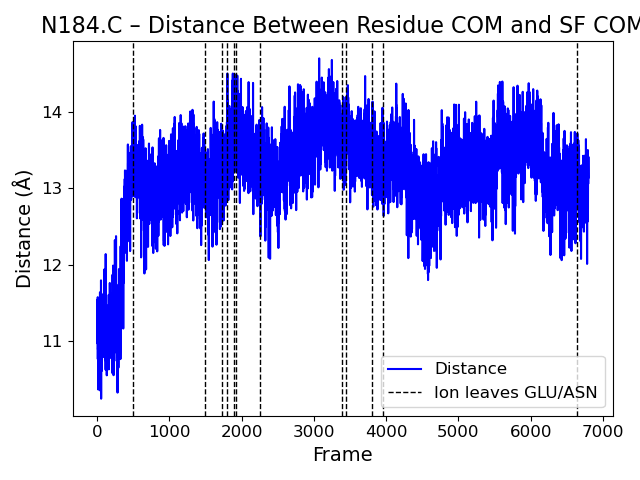 N184.C – Distance Between Residue COM and SF COM
14
13
12
11
Distance (Å)
0 1000 2000 3000 4000 5000 6000 7000
Frame
Distance
Ion leaves GLU/ASN